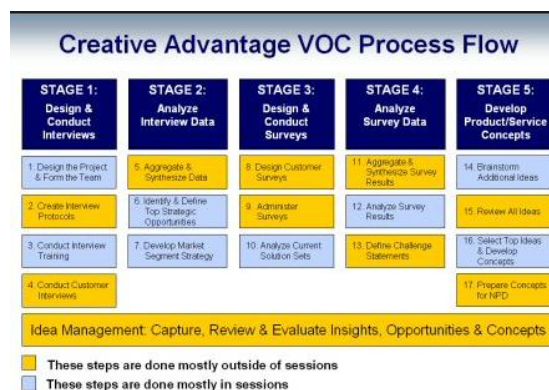 Creative Advantage VOC Process Flow
STAGE 1:
Design &
Conduct
Interviews
STAGE 2:
Analyze
Interview Data
STAGE 3:
Design &
Conduct
Surveys
STAGE 4:
Analyze
Survey Data
STAGE 5:
Develop
Product/Service
Concepts
1. Design the Project
& Form the Team
2. Create Interview
Protocols
3. Conduct Interview
Training
4. Conduct Customer
Interviews
5. Aggregate &
Synthesize Data
6. Identify & Define
Top Strategic
Opportunities
7. Develop Market
Segment Strategy
8. Design Customer
Surveys
9. Administer
Surveys
10. Analyze Current
Solution Sets
11. Aggregate &
Synthesize Survey
Results
12. Analyze Survey
Results
13. Define Challenge
Statements
14. Brainstorm
Additional Ideas
15. Review All Ideas
16. Select Top Ideas
& Develop
Concepts
17. Prepare Concepts
for NPD
Idea Management: Capture, Review & Evaluate Insights, Opportunities & Concepts
These steps are done mostly outside of sessions
These steps are done mostly in sessions